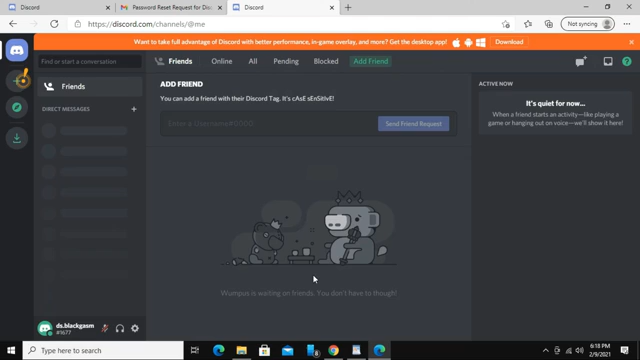 Discord
Password Reset Request for Dis
Discord
https://discord.com/channels/@me
Not syncing
Want to take full advantage of Discord with better performance, in-game overlay, and more? Get the desktop app!
Download
Find or start a conversation
Friends
Online
All
Pending
Blocked
Add Friend
Friends
DIRECT MESSAGES
ADD FRIEND
You can add a friend with their Discord Tag. It's cAsE sEnSitIvE!
Enter a Username#0000
Send Friend Request
ACTIVE NOW
It's quiet for now...
When a friend starts an activity—like playing a
game or hanging out on voice—we'll show it here!
Wumpus is waiting on friends. You don't have to though!
ds.blackgasm
#1677
Type here to search
6:18 PM
2/9/2021